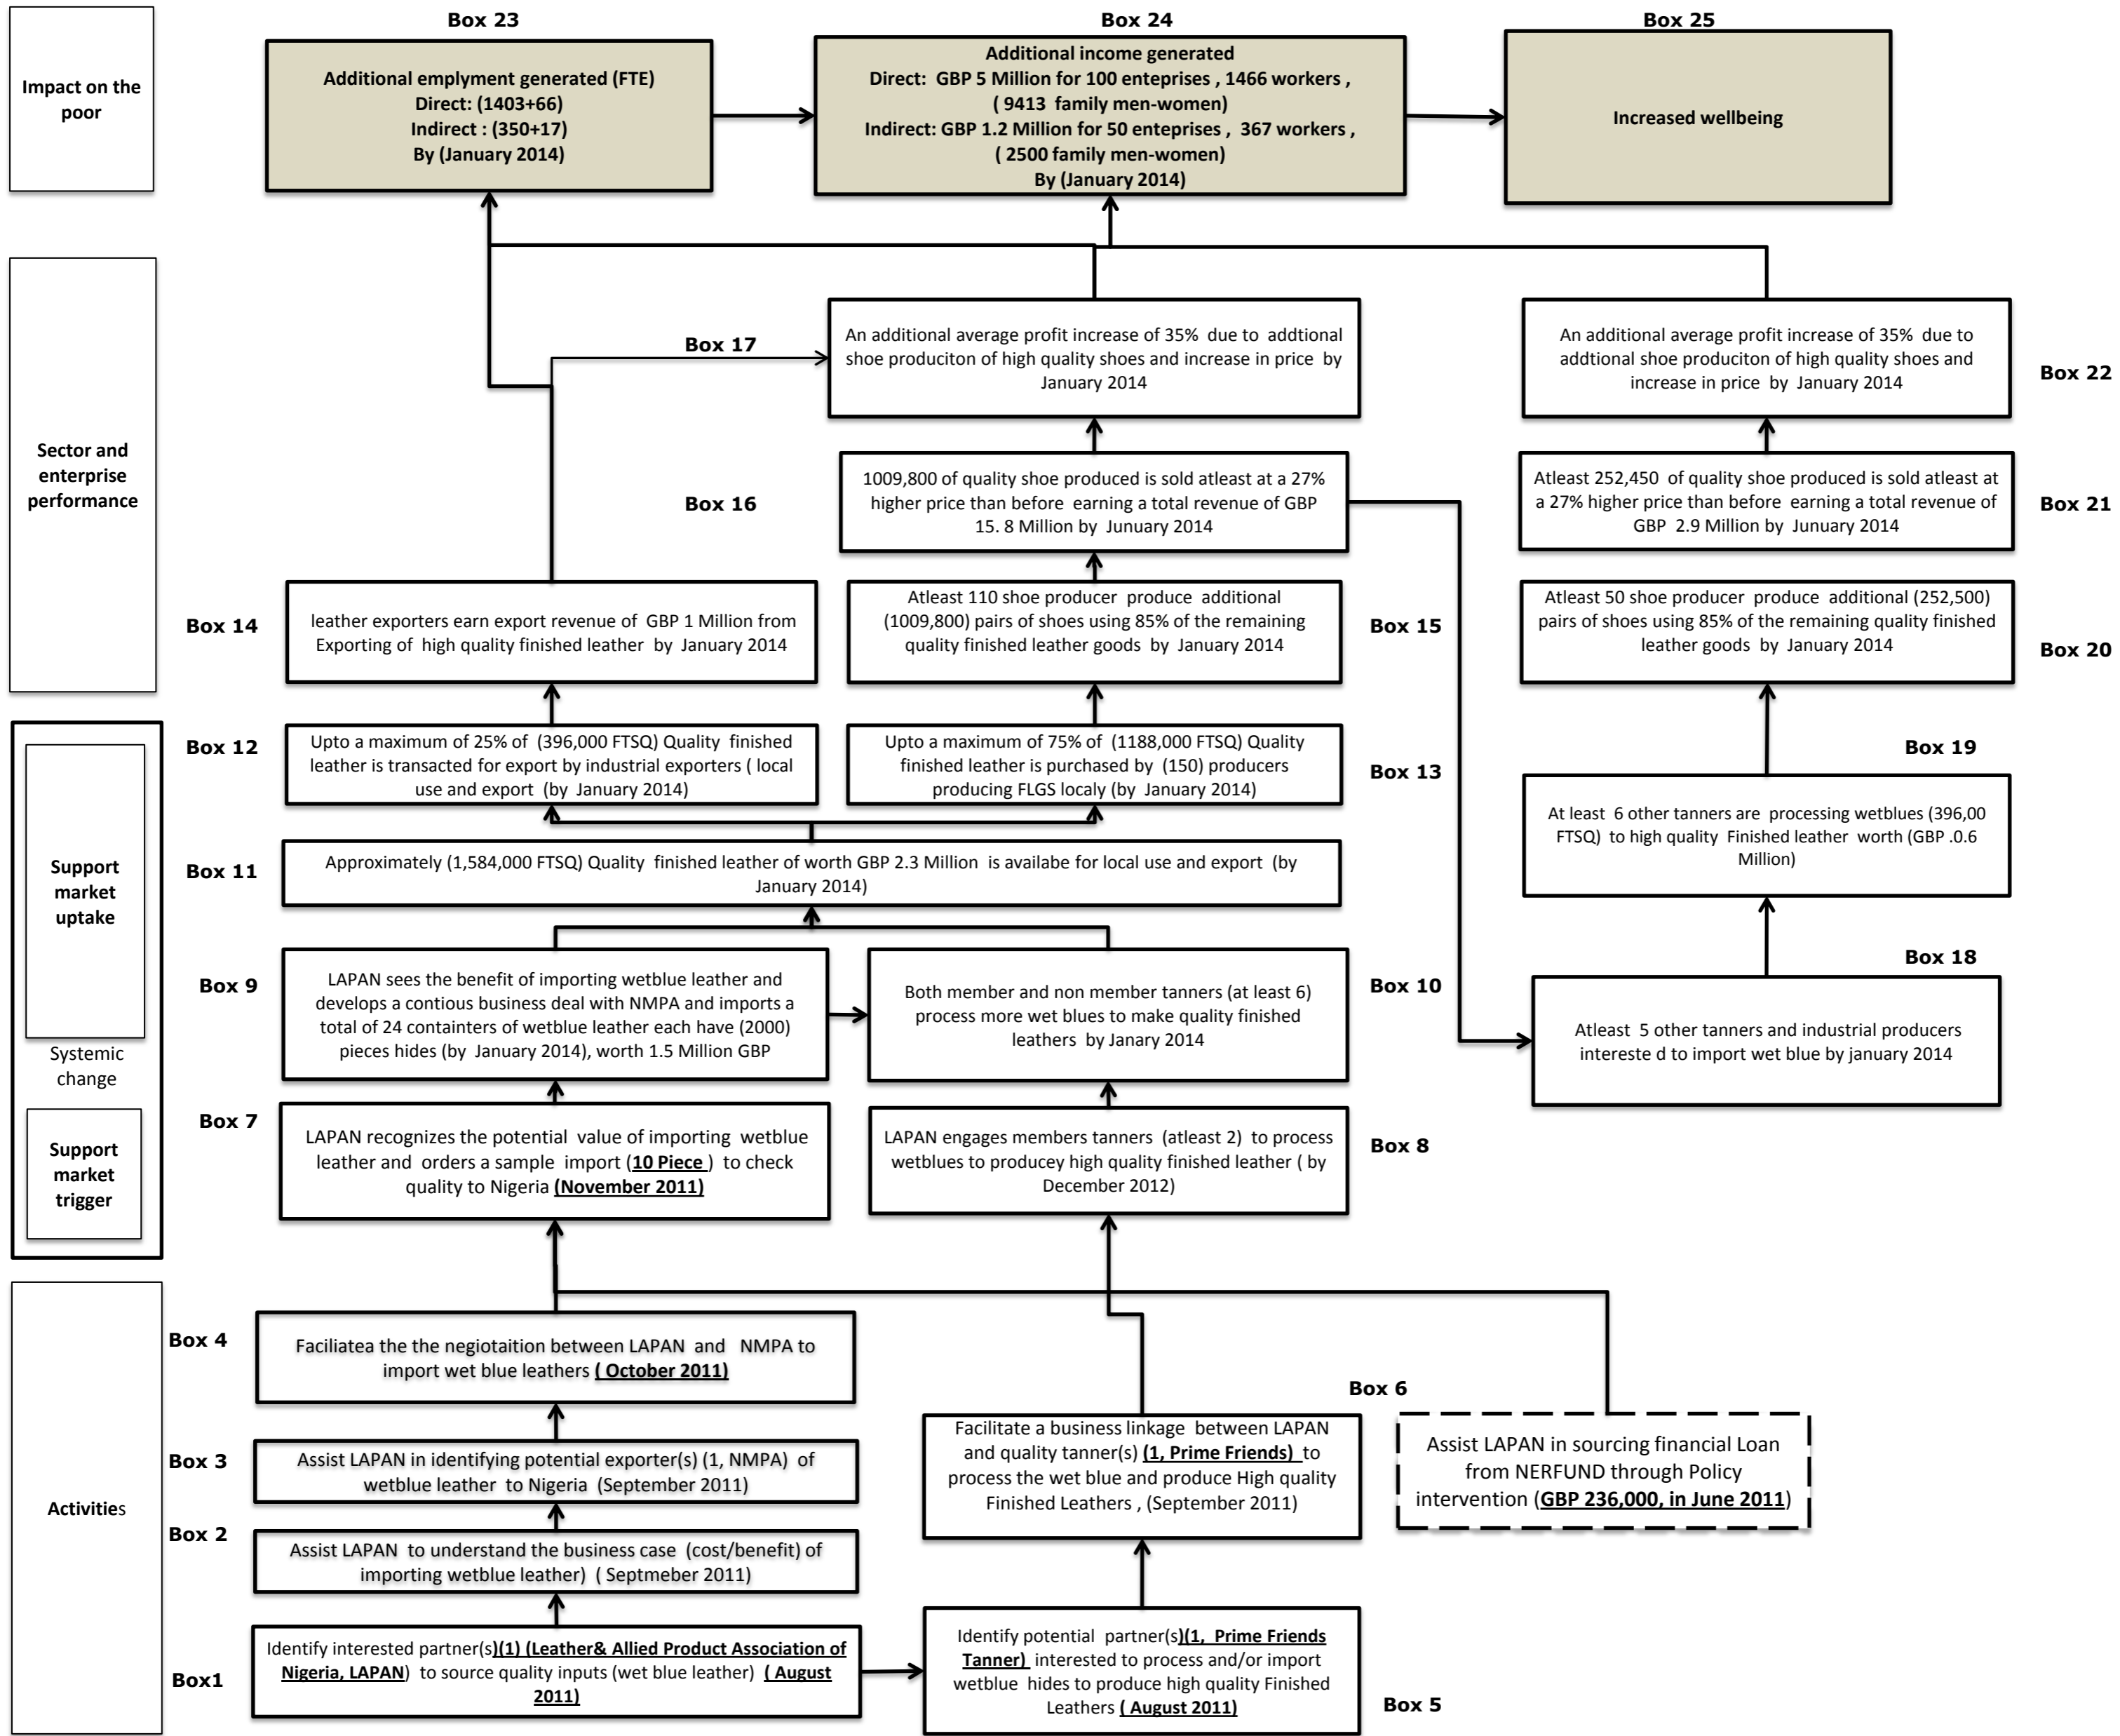 Box 23
Box 24
Box 25
Impact on the
poor
Additional emplyment generated (FTE)
Direct: (1403+66)
Indirect : (350+17)
By (January 2014)
Additional income generated
Direct:  GBP 5 Million for 100 enteprises , 1466 workers ,
( 9413  family men-women)
Indirect: GBP 1.2 Million for 50 enteprises ,  367 workers ,
( 2500 family men-women)
By (January 2014)
Increased wellbeing
Sector and
enterprise
performance
Box 17
An additional average profit increase of 35%  due to  addtional
shoe produciton of high quality shoes and increase in price  by
January 2014
An additional average profit increase of 35%  due to
addtional shoe produciton of high quality shoes and
increase in price  by  January 2014
Box 22
Box 16
1009,800 of quality shoe produced is sold atleast at a 27%
higher price than before  earning a total revenue of GBP
15. 8 Million by  Junuary 2014
Atleast 252,450  of quality shoe produced is sold atleast at
a 27% higher price than before  earning a total revenue of
GBP  2.9 Million by  Junuary 2014
Box 21
Box 14
leather exporters earn export revenue of GBP 1 Million from
Exporting of  high quality finished leather  by  January 2014
Atleast 110 shoe producer  produce  additional
(1009,800) pairs of shoes using 85% of the remaining
quality finished leather goods  by  January 2014
Box 15
Atleast 50 shoe producer  produce additional (252,500)
pairs of shoes using 85% of the remaining quality finished
leather goods  by  January 2014
Box 20
Support
market
uptake
Systemic
change
Support
market
trigger
Box 12
Upto a maximum of 25% of  (396,000 FTSQ) Quality  finished
leather is transacted for export by industrial exporters ( local
use and export  (by  January 2014)
Upto a maximum of 75% of  (1188,000 FTSQ) Quality
finished leather is purchased by  (150) producers
producing FLGS localy (by  January 2014)
Box 13
Box 19
At least  6 other tanners are  processing wetblues (396,00
FTSQ)  to high quality  Finished leather  worth (GBP .0.6
Million)
Box 11
Approximately (1,584,000 FTSQ) Quality  finished leather of worth GBP 2.3 Million  is availabe for local use and export  (by
January 2014)
Box 9
LAPAN sees the benefit of importing wetblue leather and
develops a contious business deal with NMPA and imports a
total of 24 containters of wetblue leather each have (2000)
pieces hides (by  January 2014), worth 1.5 Million GBP
Both member and non member tanners (at least 6)
process more wet blues to make quality finished
leathers  by Janary 2014
Box 10
Box 18
Atleast  5 other tanners and industrial producers
intereste d to import wet blue by january 2014
Box 7
LAPAN recognizes the potential  value of importing  wetblue
leather and  orders a sample import (10 Piece )  to check
quality to Nigeria (November 2011)
LAPAN engages members tanners  (atleast 2)  to process
wetblues to producey high quality finished leather ( by
December 2012)
Box 8
Activities
Box 4
Faciliatea the the negiotaition between LAPAN  and   NMPA to
import wet blue leathers ( October 2011)
Box 3
Assist LAPAN in identifying potential exporter(s) (1, NMPA)  of
wetblue leather  to Nigeria  (September 2011)
Box 2
Assist LAPAN  to understand the business case  (cost/benefit) of
importing wetblue leather)  ( Septmeber 2011)
Box1
Identify interested partner(s)(1) (Leather& Allied Product Association of
Nigeria, LAPAN)  to source quality inputs (wet blue leather)  ( August
2011)
Box 6
Facilitate a business linkage  between LAPAN
and quality tanner(s)  (1, Prime Friends)  to
process the wet blue and produce High quality
Finished Leathers , (September 2011)
Assist LAPAN in sourcing financial Loan
from NERFUND through Policy
intervention (GBP 236,000, in June 2011)
Identify potential  partner(s)(1,  Prime Friends
Tanner)  interested to process and/or import
wetblue  hides to produce high quality Finished
Leathers ( August 2011)
Box 5